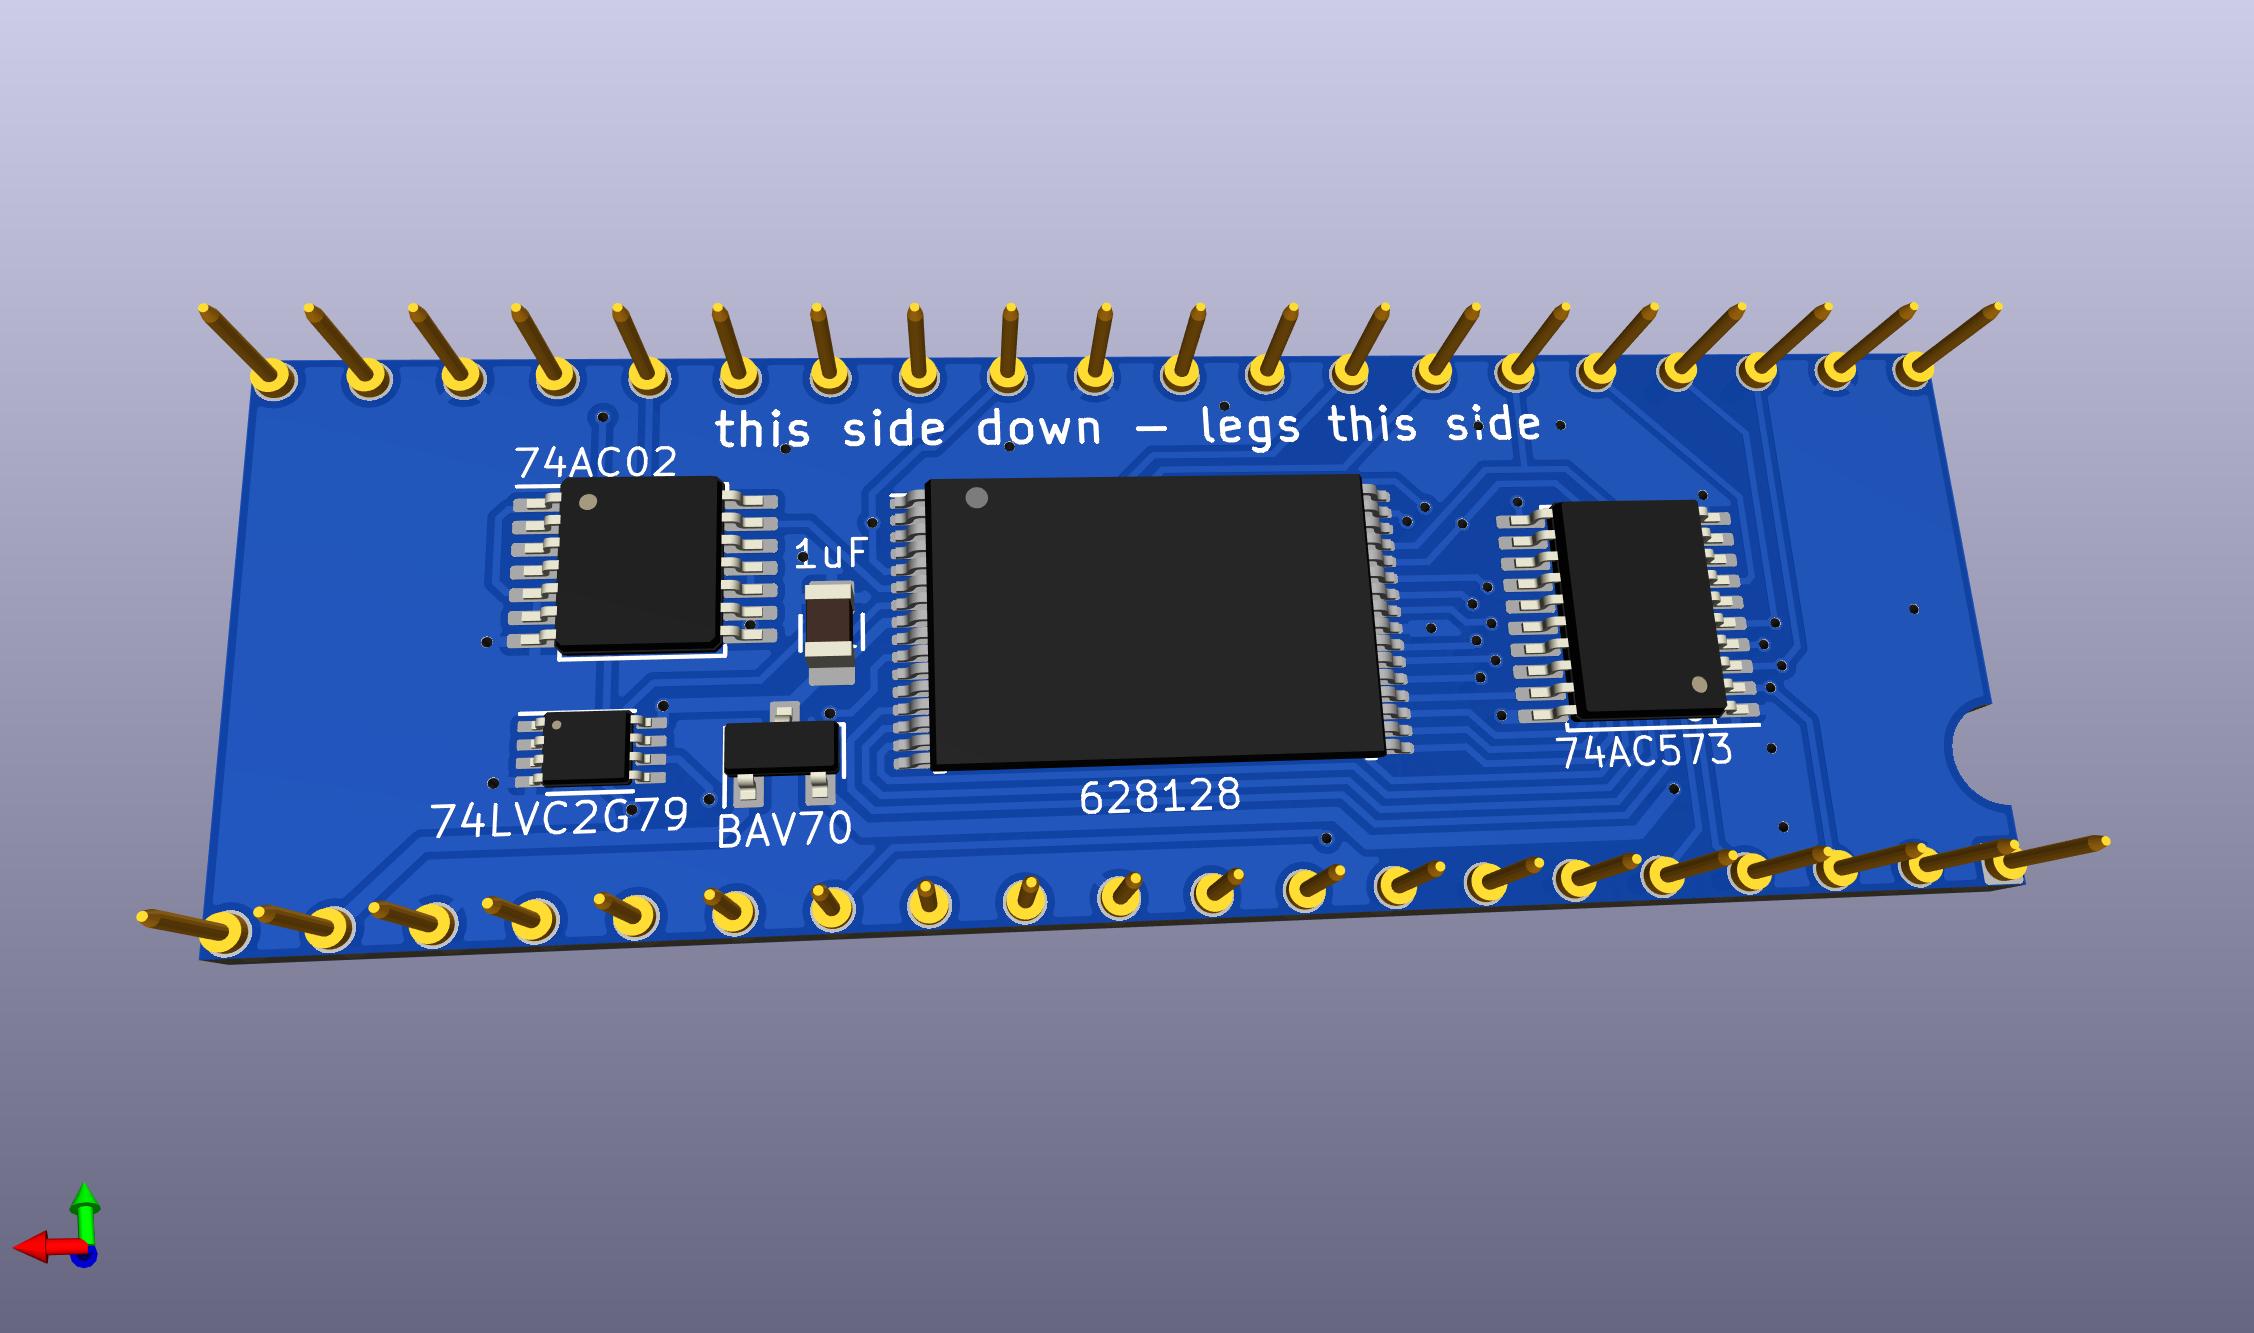 this side down – legs this side
74AC02
1uF
74AC573
628128
74LVC2G79
BAV70